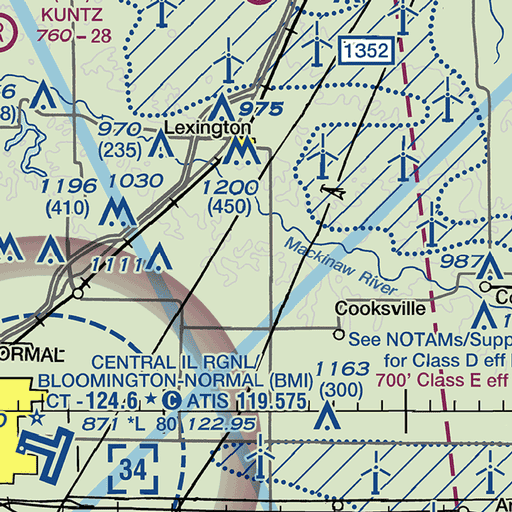 KUNTZ
760 - 28
1352
975
970
(235)
Lexington
1196
(410)
1030
1200
(450)
Mackinaw River
1111
987
Cooksville
See NOTAMs/Supp
for Class D eff
700' Class E eff
ORMAL
CENTRAL IL RGNL/
BLOOMINGTON-NORMAL (BMI)
CT - 124.6 ★ C ATIS 119.575
871 *L 80 122.95
1163
(300)
34